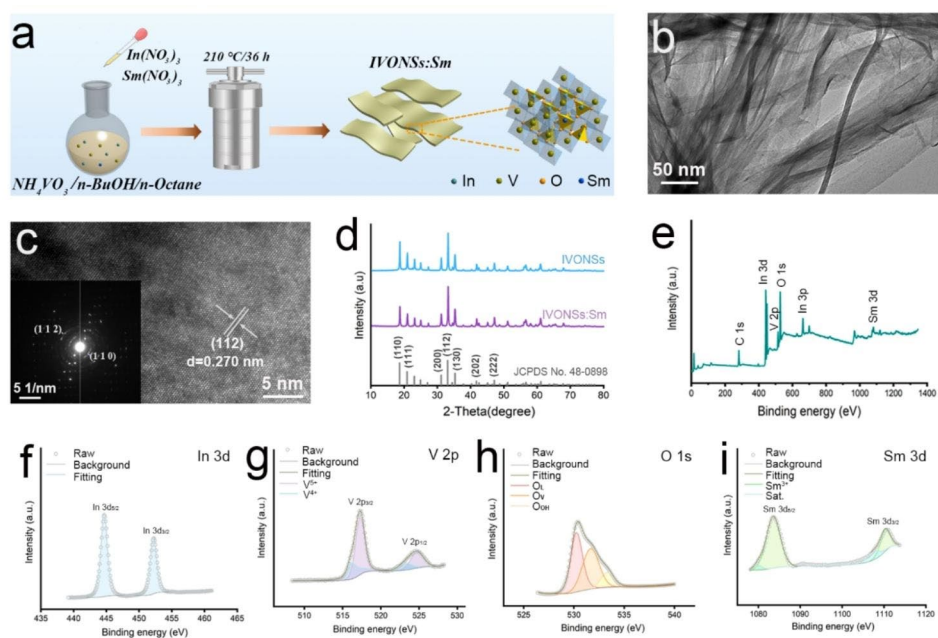 a
In(NO₃)₃
Sm(NO₃)₃
210 °C/36 h
IVONSs:Sm
NH₄VO₃/n-BuOH/n-Octane
In V O Sm
b
50 nm
c
(1-1 2)
(1-1 0)
5 1/nm
(112)
d=0.270 nm
5 nm
d
Intensity (a.u)
IVONSs
IVONSs:Sm
(110)
(111)
(200)
(112)
(130)
(202)
(222)
JCPDS No. 48-0898
10 20 30 40 50 60 70 80
2-Theta(degree)
e
Intensity (a.u.)
C 1s
In 3d
V 2p
O 1s
In 3p
Sm 3d
0 200 400 600 800 1000 1200 1400
Binding energy (eV)
f
Raw
Background
Fitting
In 3d
In 3d5/2
In 3d3/2
Intensity (a.u.)
435 440 445 450 455 460 465
Binding energy (eV)
g
Raw
Background
Fitting
V⁵⁺
V⁴⁺
V 2p
V 2p3/2
V 2p1/2
Intensity (a.u.)
510 515 520 525 530
Binding energy (eV)
h
Raw
Background
Fitting
OL
OV
OOH
O 1s
Intensity (a.u.)
525 530 535 540
Binding energy (eV)
i
Raw
Background
Fitting
Sm³⁺
Sat.
Sm 3d
Sm 3d5/2
Sm 3d3/2
Intensity (a.u.)
1080 1090 1100 1110 1120
Binding energy (eV)